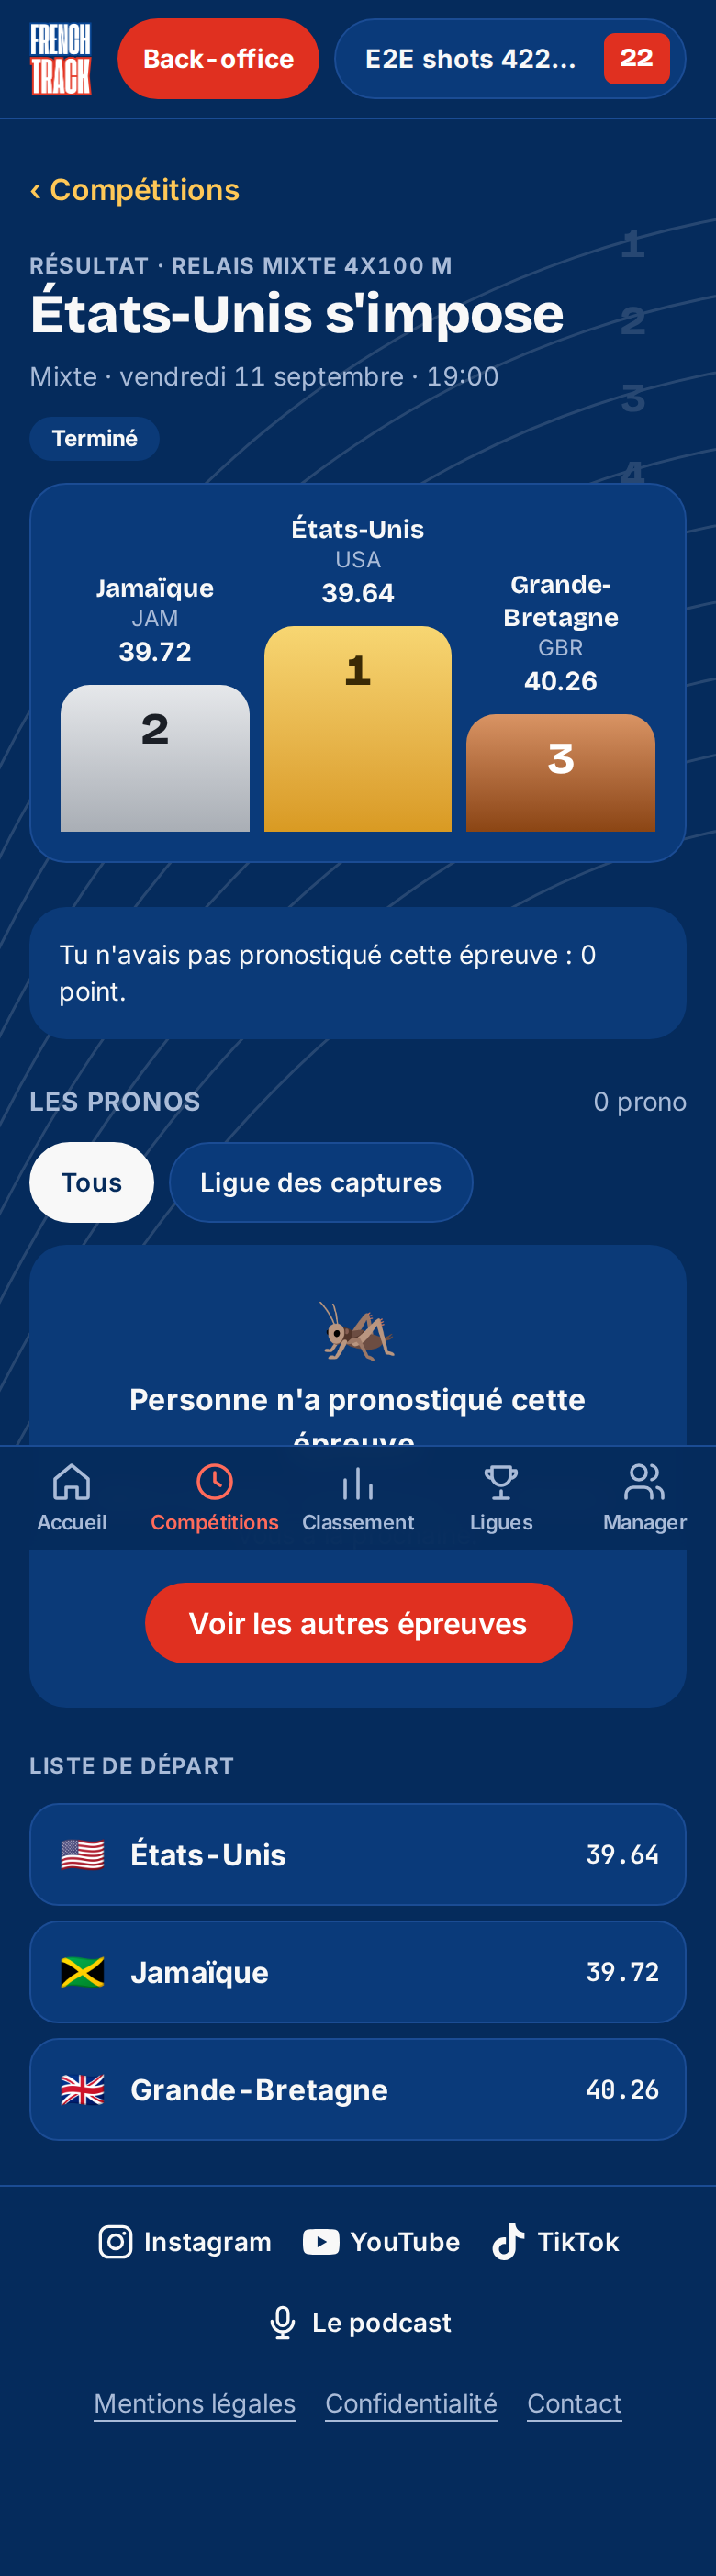 FRENCH
TRACK
Back-office
E2E shots 422...
22
‹ Compétitions
RÉSULTAT · RELAIS MIXTE 4X100 M
États-Unis s'impose
Mixte · vendredi 11 septembre · 19:00
Terminé
1
2
3
4
États-Unis
USA
39.64
1
Jamaïque
JAM
39.72
2
Grande-
Bretagne
GBR
40.26
3
Tu n'avais pas pronostiqué cette épreuve : 0
point.
LES PRONOS
0 prono
Tous
Ligue des captures
Personne n'a pronostiqué cette
épreuve
Accueil
Compétitions
Classement
Ligues
Manager
Voir les autres épreuves
LISTE DE DÉPART
États-Unis
39.64
Jamaïque
39.72
Grande-Bretagne
40.26
Instagram
YouTube
TikTok
Le podcast
Mentions légales
Confidentialité
Contact